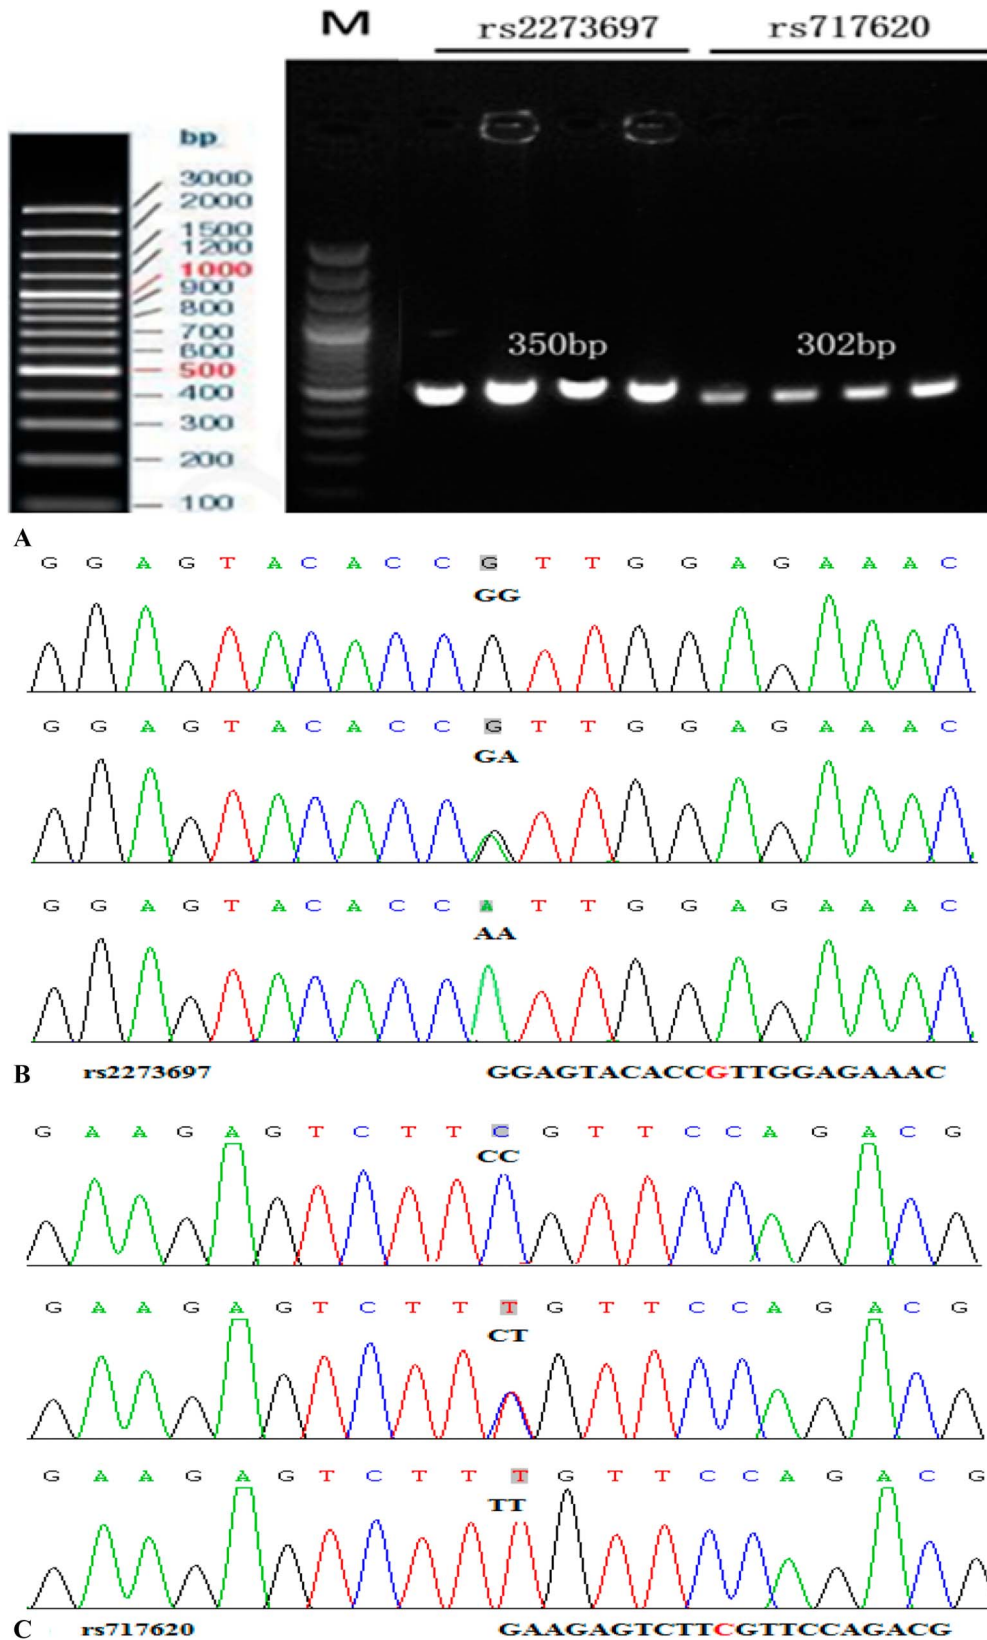 M rs2273697 rs717620
bp
3000
2000
1500
1200
1000
900
800
700
600
500
400
300
200
100
350bp 302bp
A
G G A G T A C A C C G T T G G A G A A A C
GG
G G A G T A C A C C G T T G G A G A A A C
GA
G G A G T A C A C C A T T G G A G A A A C
AA
B rs2273697 GGAGTACACCGTTGGAGAAAC
G A A G A G T C T T C G T T C C A G A C G
CC
G A A G A G T C T T T G T T C C A G A C G
CT
G A A G A G T C T T T G T T C C A G A C G
TT
C rs717620 GAAGAGTCTTCGTTCCAGACG